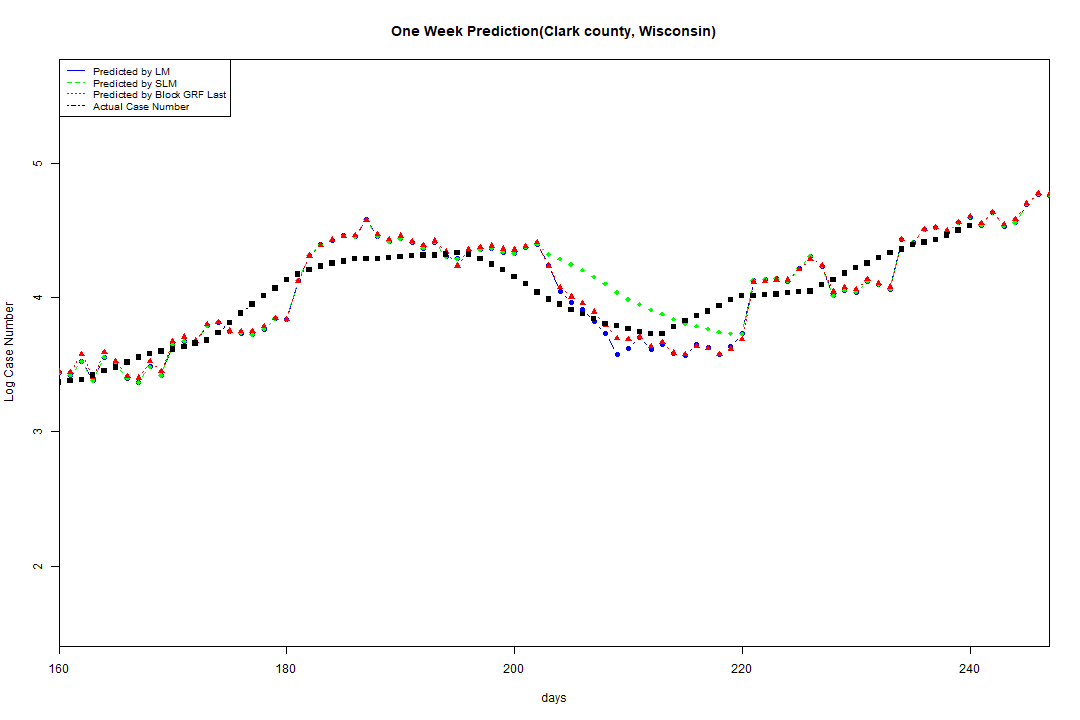 One Week Prediction(Clark county, Wisconsin)
Predicted by LM
Predicted by SLM
Predicted by Block GRF Last
Actual Case Number
5
4
3
2
Log Case Number
160 180 200 220 240
days